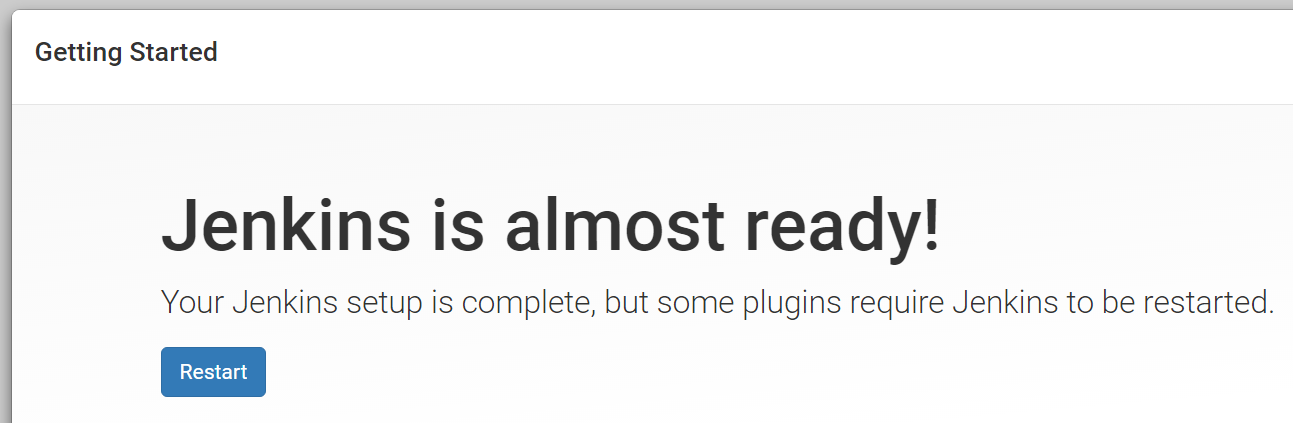 Getting Started
Jenkins is almost ready!
Your Jenkins setup is complete, but some plugins require Jenkins to be restarted.
Restart